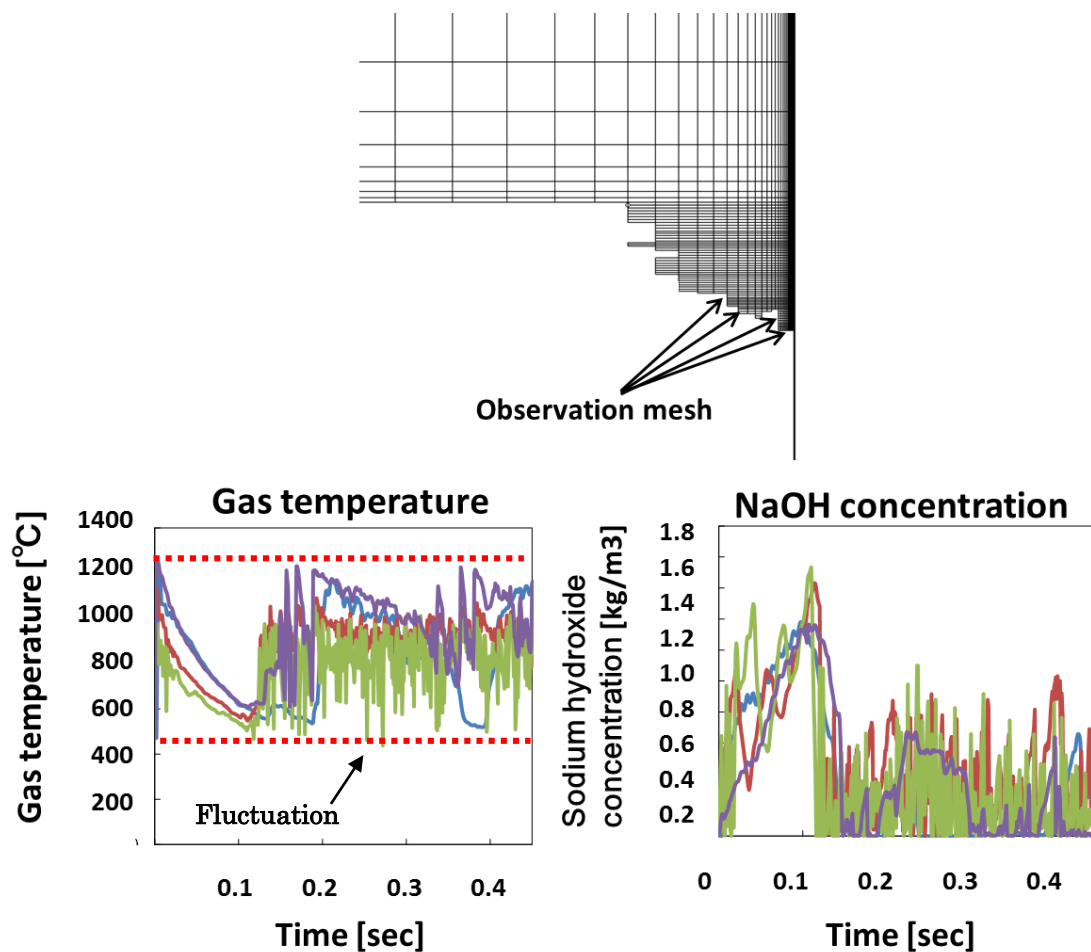 Observation mesh
Gas temperature
Gas temperature [℃]
1400
1200
1000
800
600
400
200
Fluctuation
0.1
0.2
0.3
0.4
Time [sec]
NaOH concentration
Sodium hydroxide
concentration [kg/m3]
1.8
1.6
1.4
1.2
1.0
0.8
0.6
0.4
0.2
0
0.1
0.2
0.3
0.4
Time [sec]